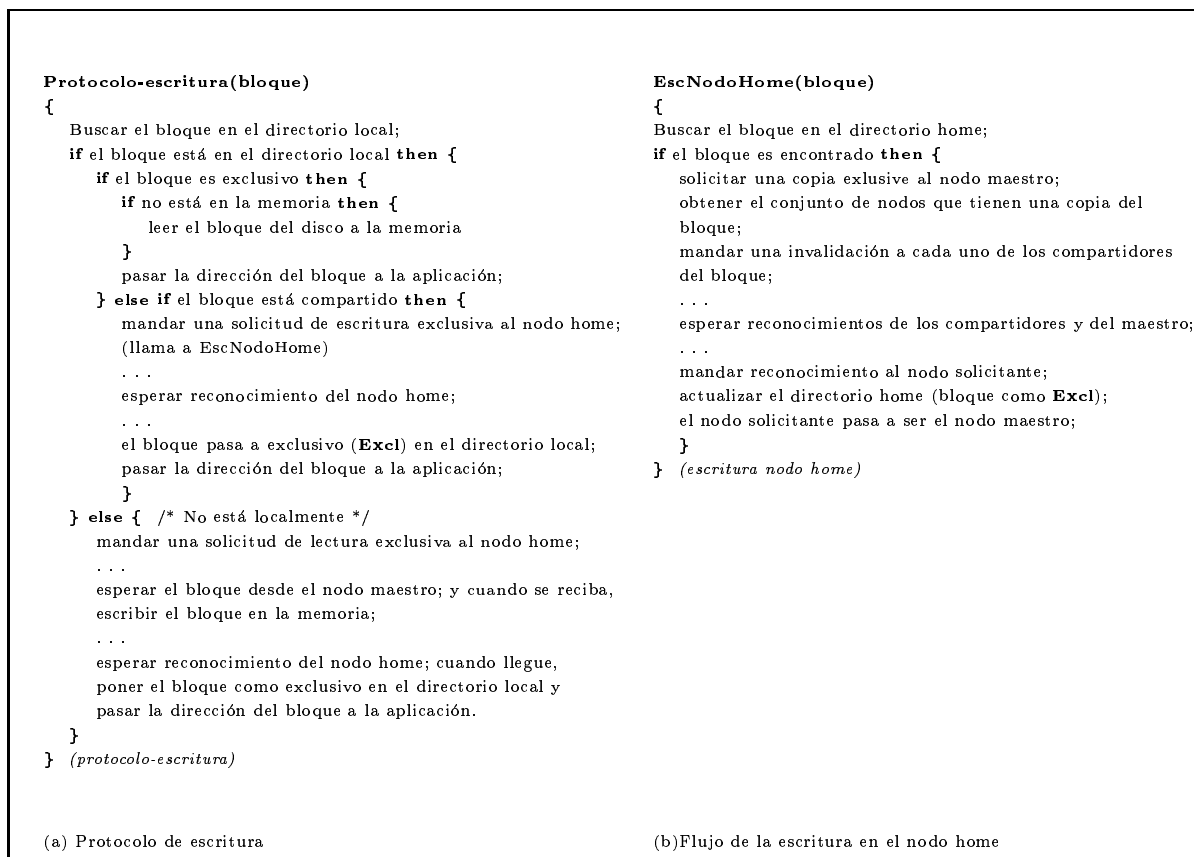 Protocolo-escritura(bloque)
{
Buscar el bloque en el directorio local;
if el bloque está en el directorio local then {
if el bloque es exclusivo then {
if no está en la memoria then {
leer el bloque del disco a la memoria
}
pasar la dirección del bloque a la aplicación;
} else if el bloque está compartido then {
mandar una solicitud de escritura exclusiva al nodo home;
(llama a EscNodoHome)
. . .
esperar reconocimiento del nodo home;
. . .
el bloque pasa a exclusivo (Excl) en el directorio local;
pasar la dirección del bloque a la aplicación;
}
} else { /* No está localmente */
mandar una solicitud de lectura exclusiva al nodo home;
. . .
esperar el bloque desde el nodo maestro; y cuando se reciba,
escribir el bloque en la memoria;
. . .
esperar reconocimiento del nodo home; cuando llegue,
poner el bloque como exclusivo en el directorio local y
pasar la dirección del bloque a la aplicación.
}
} (protocolo-escritura)
(a) Protocolo de escritura
EscNodoHome(bloque)
{
Buscar el bloque en el directorio home;
if el bloque es encontrado then {
solicitar una copia exlusive al nodo maestro;
obtener el conjunto de nodos que tienen una copia del
bloque;
mandar una invalidación a cada uno de los compartidores
del bloque;
. . .
esperar reconocimientos de los compartidores y del maestro;
. . .
mandar reconocimiento al nodo solicitante;
actualizar el directorio home (bloque como Excl);
el nodo solicitante pasa a ser el nodo maestro;
}
} (escritura nodo home)
(b)Flujo de la escritura en el nodo home